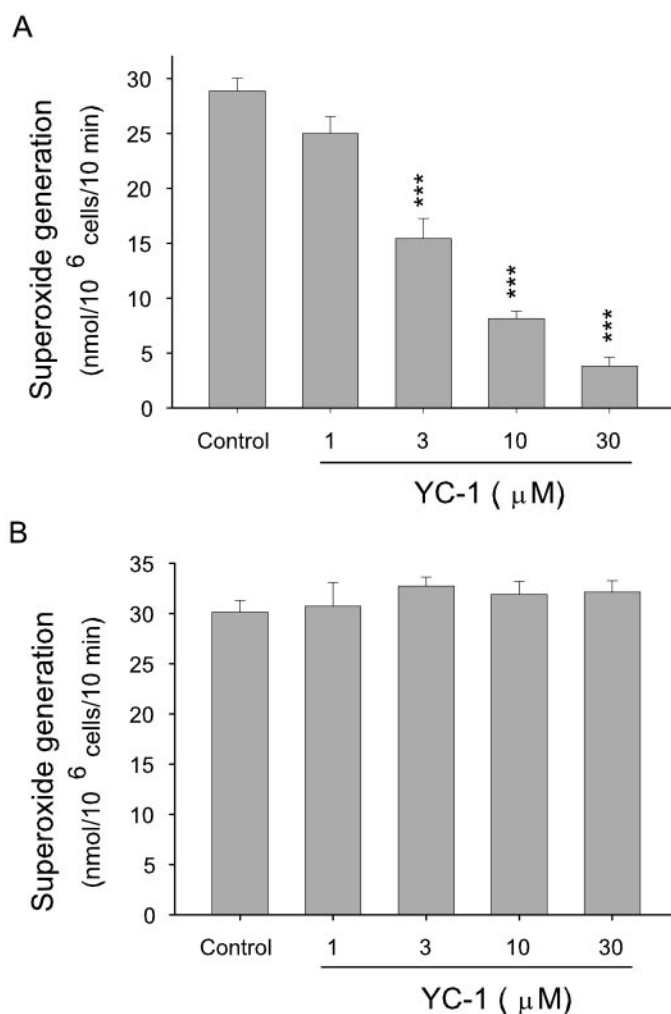 A
Superoxide generation
(nmol/10 6 cells/10 min)
30
25
20
15
10
5
0
***
***
***
Control 1 3 10 30
YC-1 ( μM)
B
Superoxide generation
(nmol/10 6 cells/10 min)
35
30
25
20
15
10
5
0
Control 1 3 10 30
YC-1 ( μM)